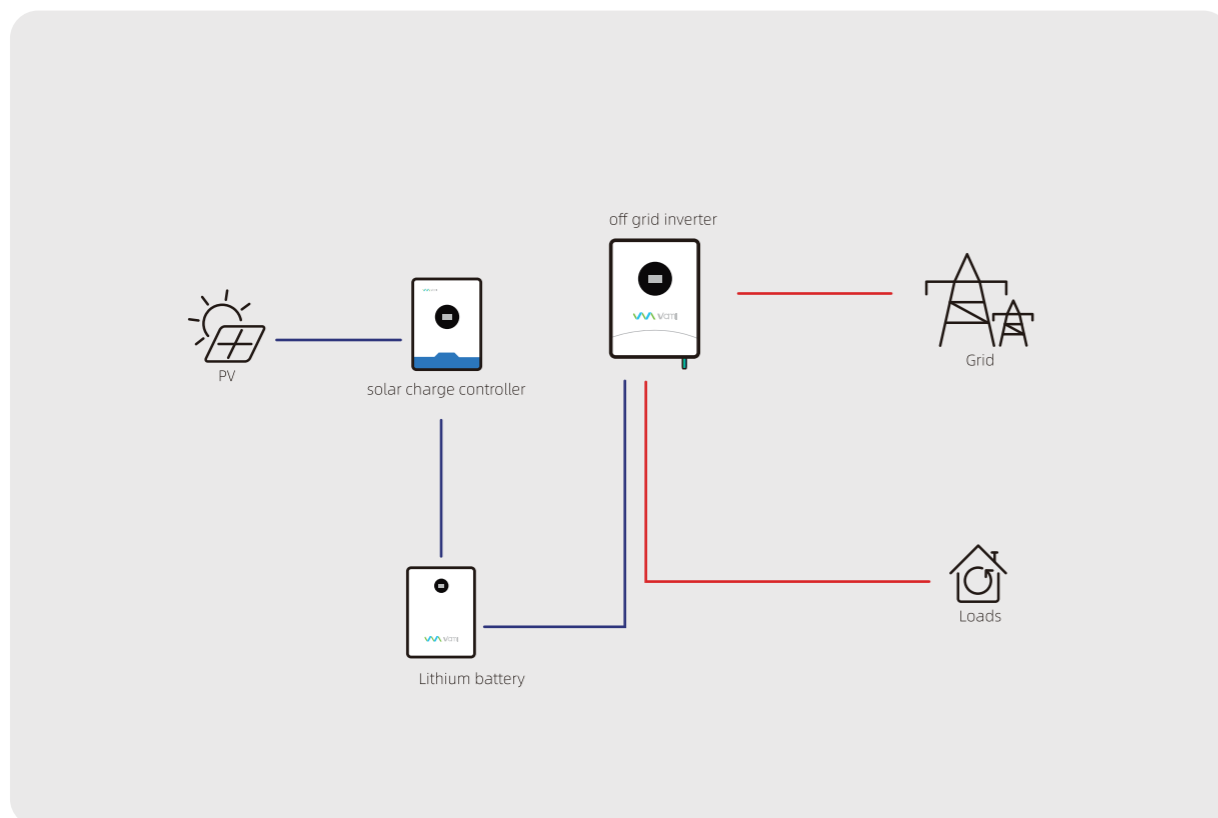 off grid inverter
PV
solar charge controller
Grid
Loads
Lithium battery